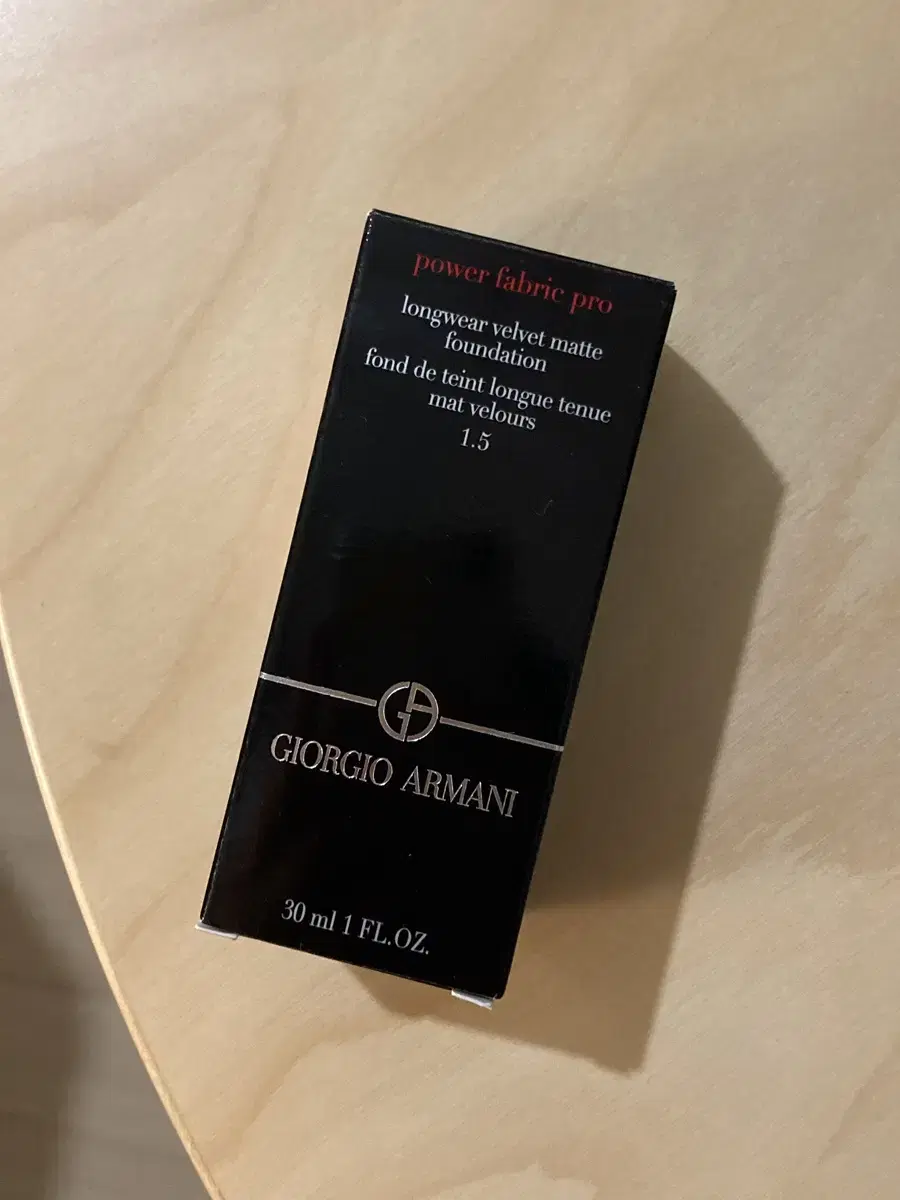 power fabric pro
longwear velvet matte
foundation
fond de teint longue tenue
mat velours
1.5
GA
GIORGIO ARMANI
30 ml 1 FL.OZ.